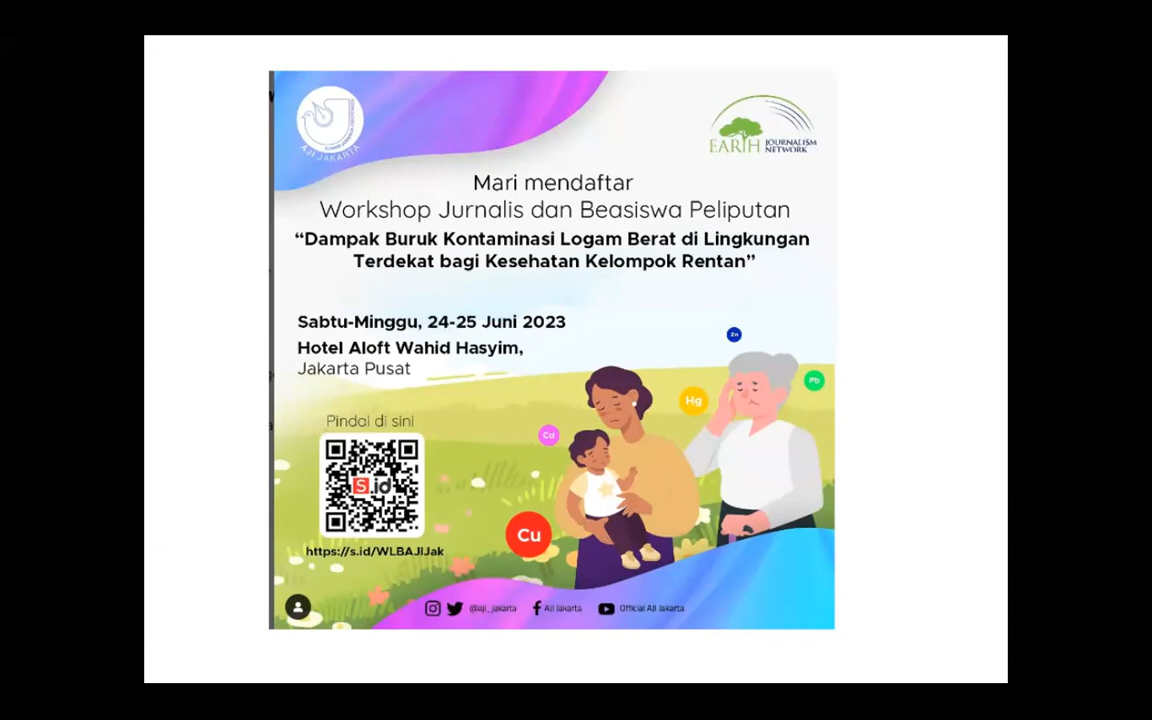 AJI JAKARTA
EARTH JOURNALISM
NETWORK
Mari mendaftar
Workshop Jurnalis dan Beasiswa Peliputan
“Dampak Buruk Kontaminasi Logam Berat di Lingkungan
Terdekat bagi Kesehatan Kelompok Rentan”
Sabtu-Minggu, 24-25 Juni 2023
Hotel Aloft Wahid Hasyim,
Jakarta Pusat
Zn
Pb
Hg
Pindai di sini
Cd
S.id
Cu
https://s.id/WLBAJIJak
@aji_jakarta
AJI Jakarta
Official AJI Jakarta